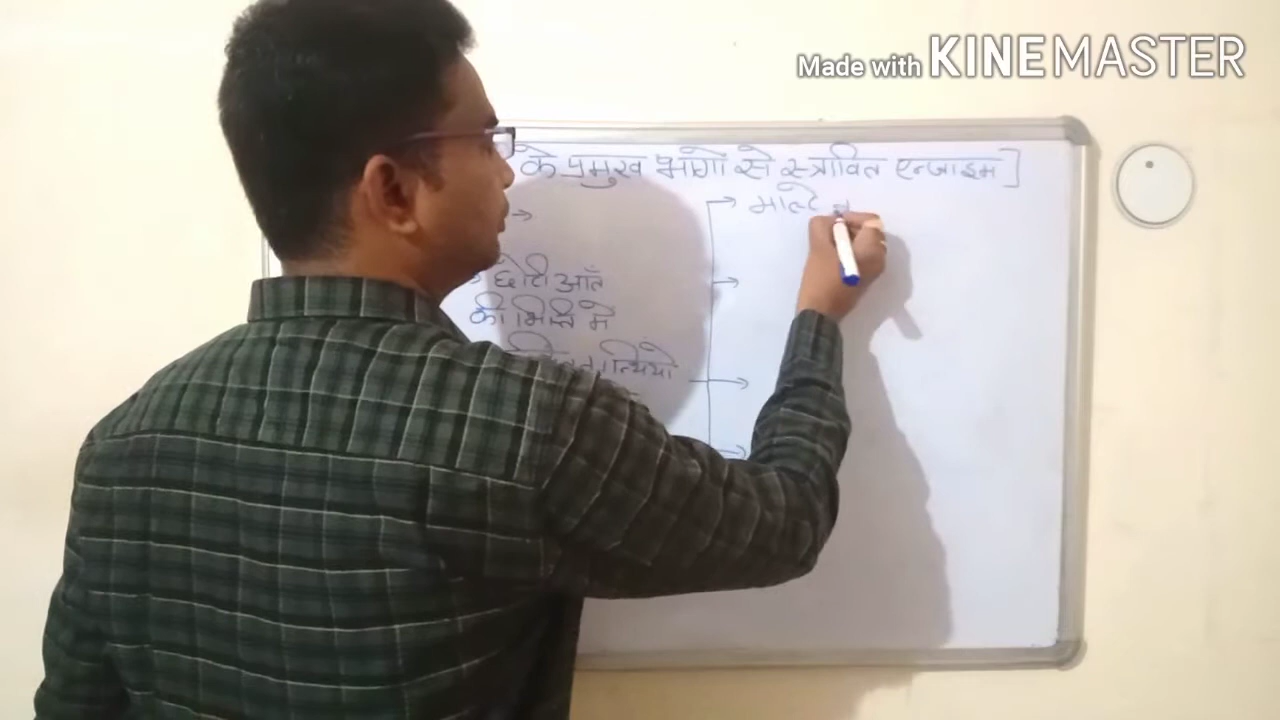 Made with KINEMASTER
के प्रमुख भागो से स्त्रावित एन्जाइम]
माल्टे
छोटी आँत
की भित्ति मे